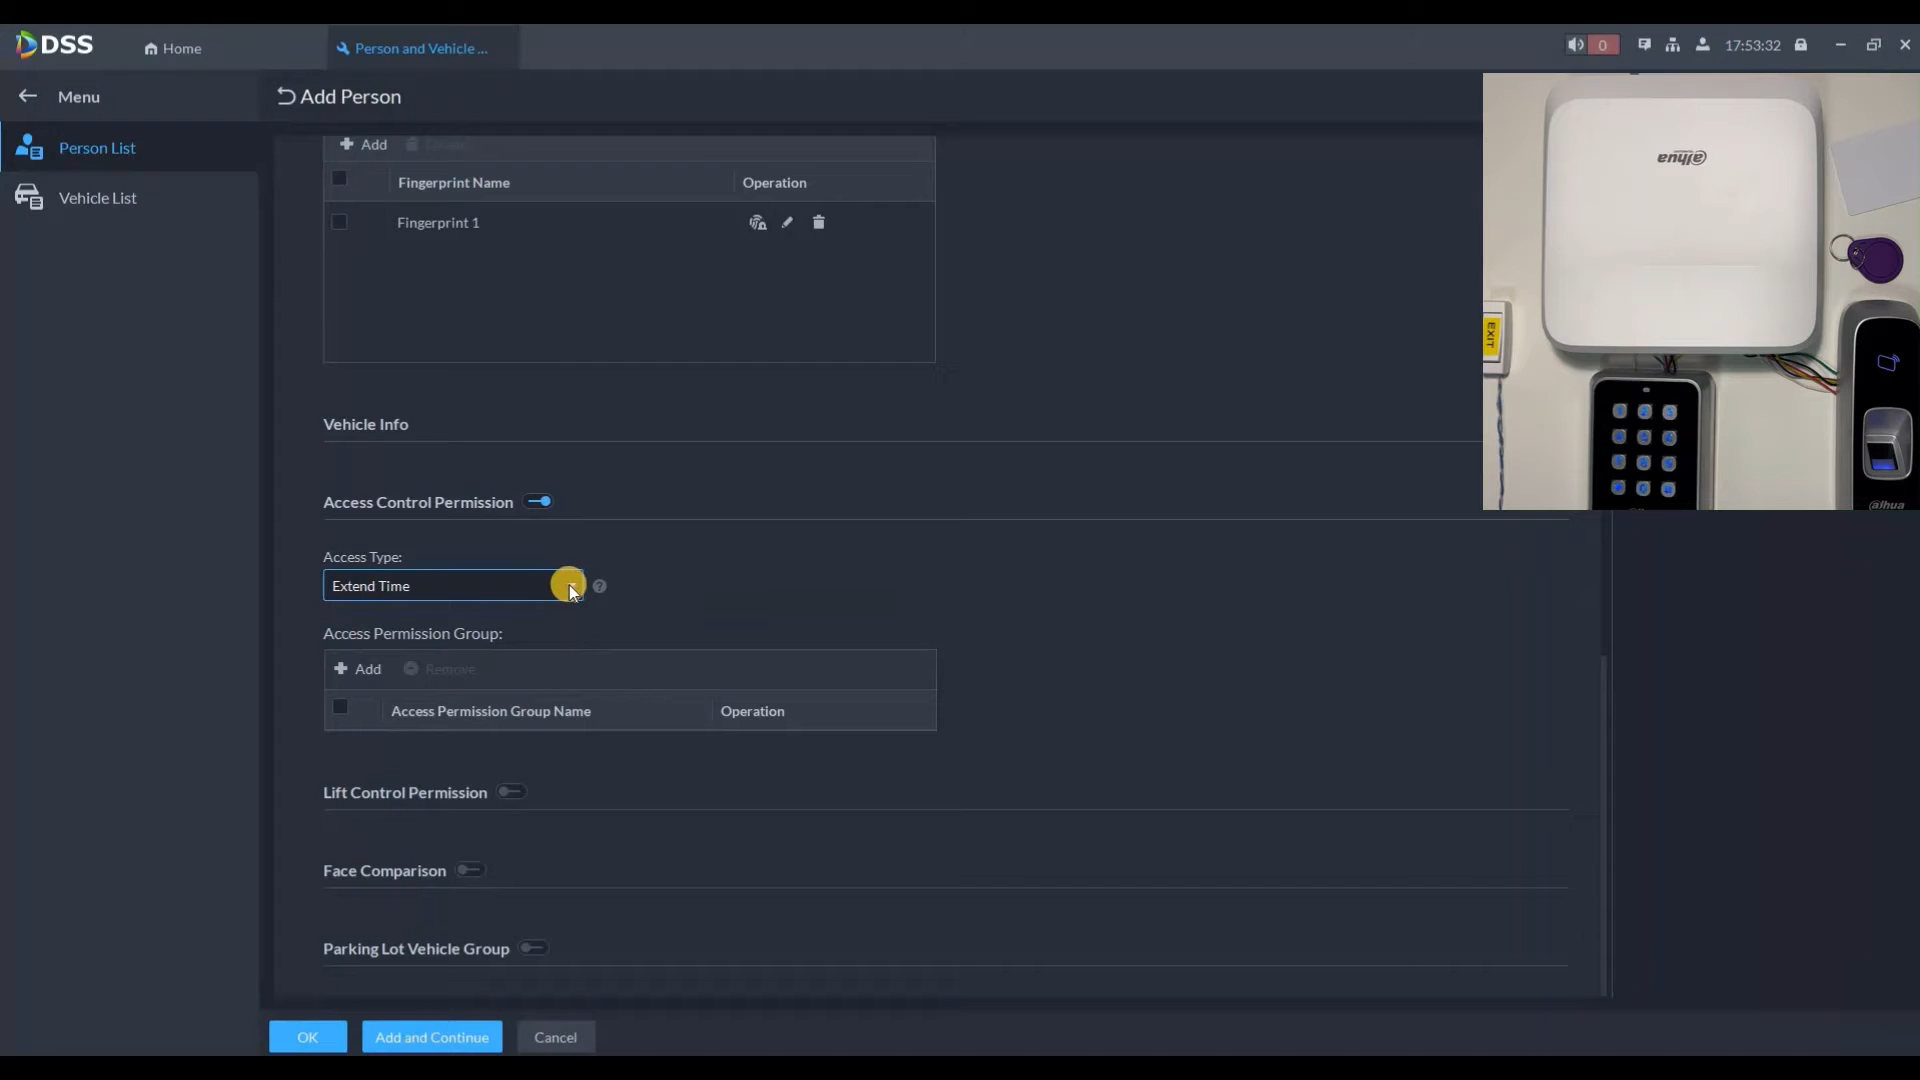 DSS
Home
Person and Vehicle ...
0
17:53:32
Menu
Add Person
Person List
Vehicle List
Add
Fingerprint Name
Operation
Fingerprint 1
Vehicle Info
Access Control Permission
Access Type:
Extend Time
?
Access Permission Group:
Add
Remove
Access Permission Group Name
Operation
Lift Control Permission
Face Comparison
Parking Lot Vehicle Group
OK
Add and Continue
Cancel
alhua
EXIT
alhua